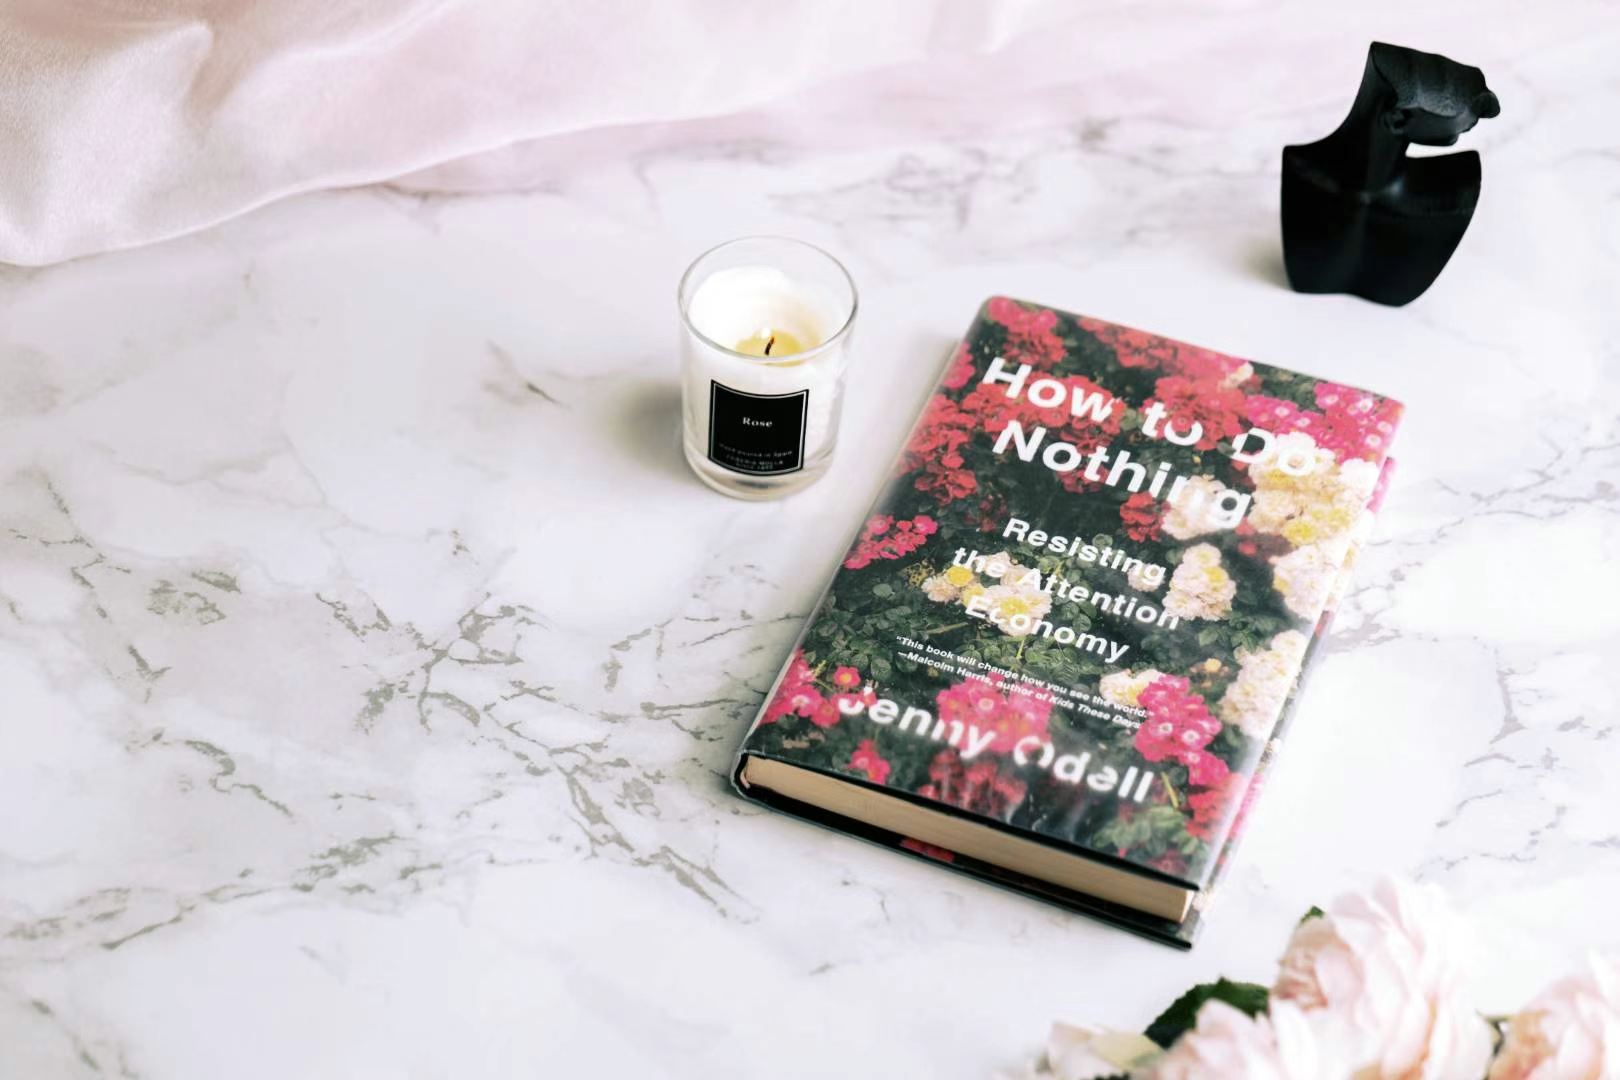 Rose
How to Do
Nothing
Resisting
the Attention
Economy
"This book will change how you see the world."
—Malcolm Harris, author of Kids These Days
Jenny Odell